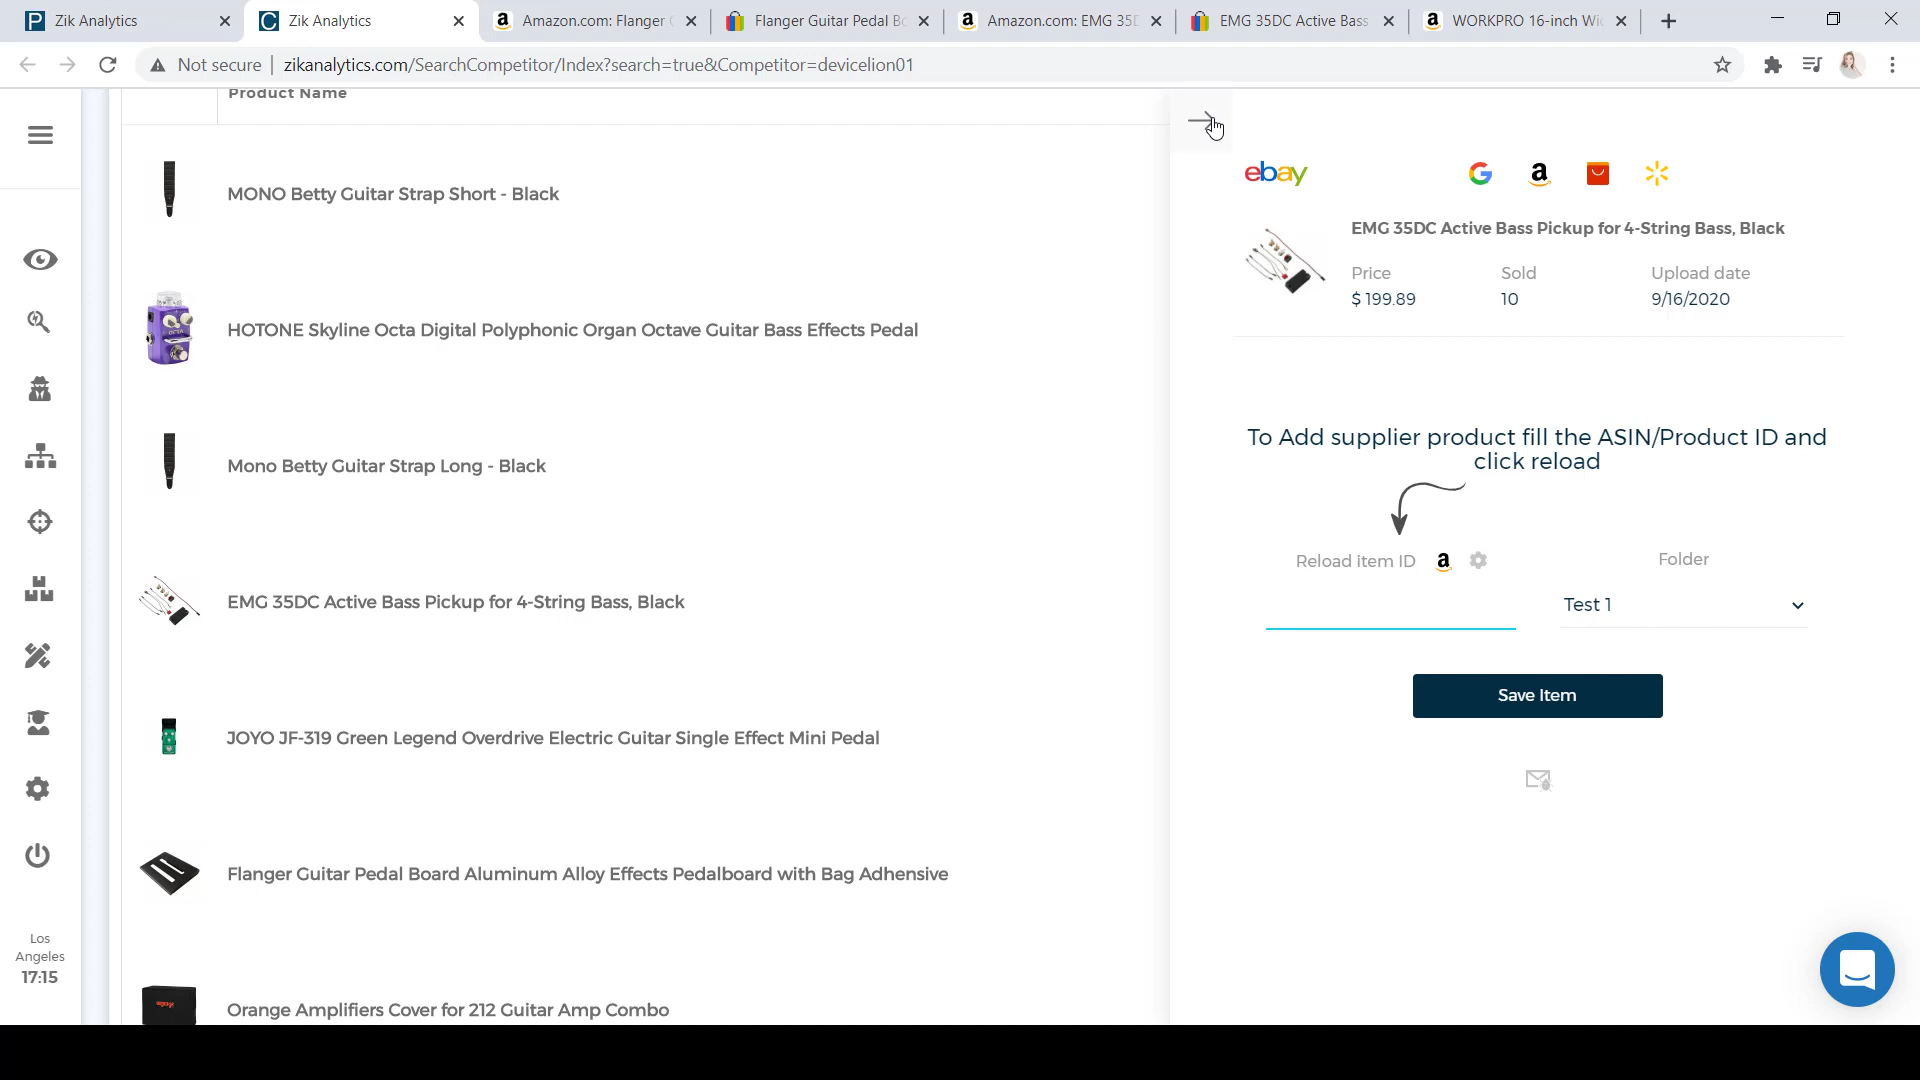 Zik Analytics
Zik Analytics
Amazon.com: Flanger
Flanger Guitar Pedal Bo
Amazon.com: EMG 35D
EMG 35DC Active Bass
WORKPRO 16-inch Wi
Not secure
zikanalytics.com/SearchCompetitor/Index?search=true&Competitor=devicelion01
Product Name
MONO Betty Guitar Strap Short - Black
HOTONE Skyline Octa Digital Polyphonic Organ Octave Guitar Bass Effects Pedal
Mono Betty Guitar Strap Long - Black
EMG 35DC Active Bass Pickup for 4-String Bass, Black
JOYO JF-319 Green Legend Overdrive Electric Guitar Single Effect Mini Pedal
Flanger Guitar Pedal Board Aluminum Alloy Effects Pedalboard with Bag Adhensive
Orange Amplifiers Cover for 212 Guitar Amp Combo
ebay
EMG 35DC Active Bass Pickup for 4-String Bass, Black
Price
Sold
Upload date
$ 199.89
10
9/16/2020
To Add supplier product fill the ASIN/Product ID and
click reload
Reload item ID
Folder
Test 1
Save Item
Los
Angeles
17:15